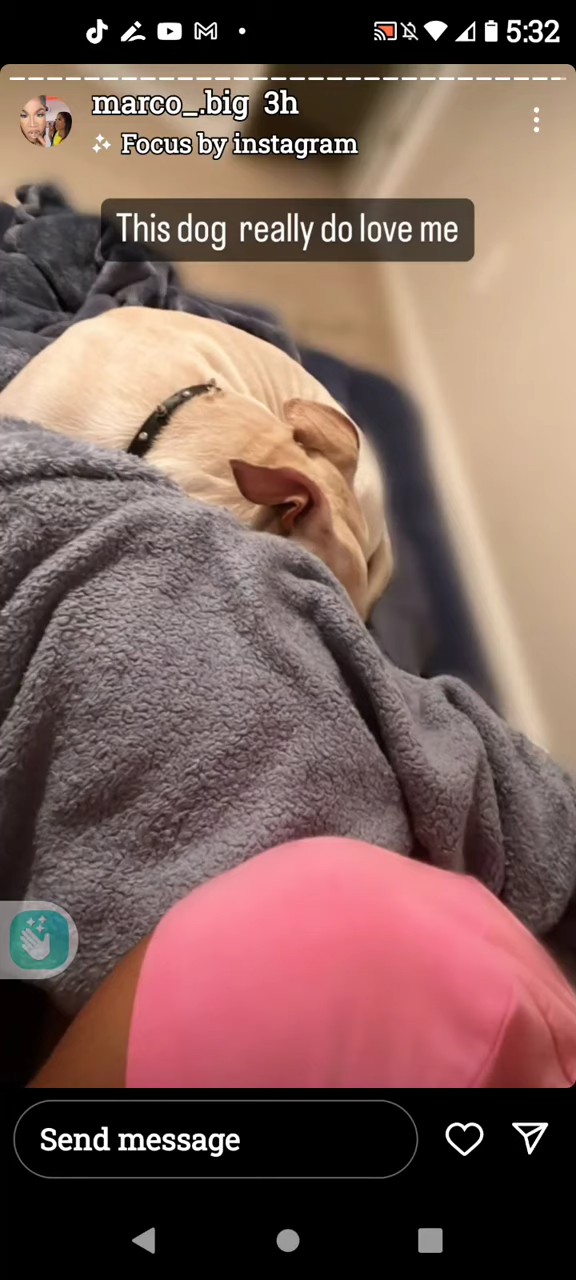 5:32
marco_.big 3h
Focus by instagram
This dog really do love me
Send message